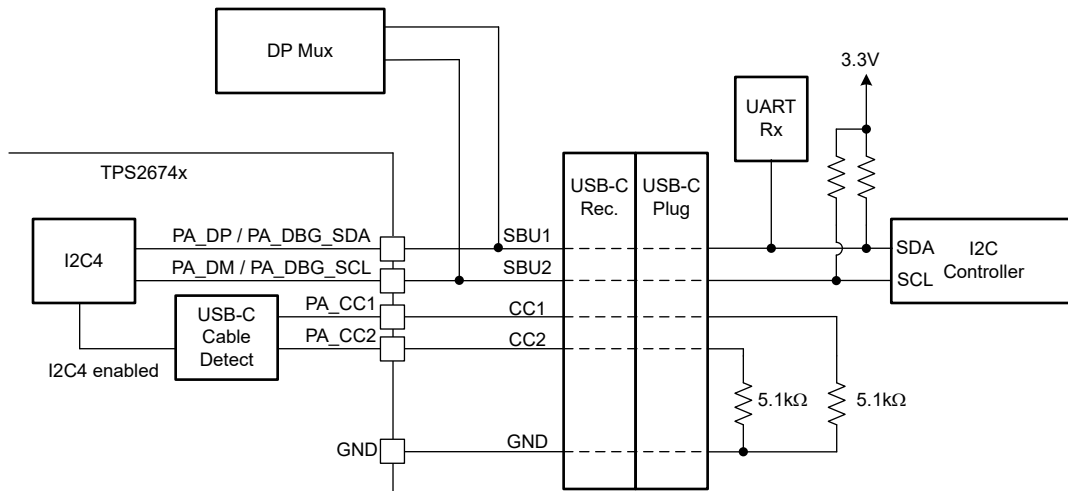 DP Mux
3.3V
UART
Rx
TPS2674x
USB-C
Rec.
USB-C
Plug
I2C4
PA_DP / PA_DBG_SDA
SBU1
SDA
I2C
Controller
PA_DM / PA_DBG_SCL
SBU2
SCL
USB-C
Cable
Detect
PA_CC1
CC1
PA_CC2
CC2
I2C4 enabled
5.1kΩ
5.1kΩ
GND
GND